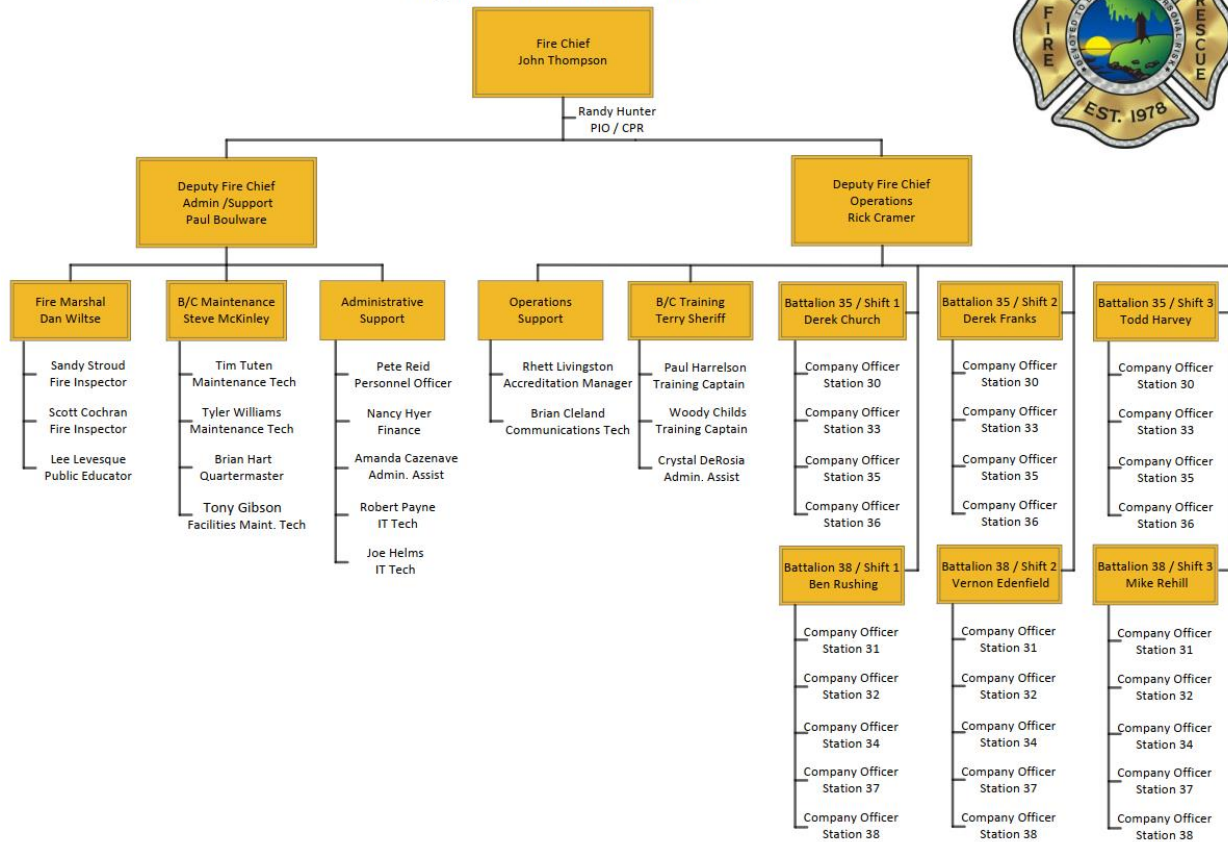 FIRE
RESCUE
EST. 1978
Fire Chief
John Thompson
Randy Hunter
PIO / CPR
Deputy Fire Chief
Admin /Support
Paul Boulware
Deputy Fire Chief
Operations
Rick Cramer
Fire Marshal
Dan Wiltse
Sandy Stroud
Fire Inspector
Scott Cochran
Fire Inspector
Lee Levesque
Public Educator
B/C Maintenance
Steve McKinley
Tim Tuten
Maintenance Tech
Tyler Williams
Maintenance Tech
Brian Hart
Quartermaster
Tony Gibson
Facilities Maint. Tech
Administrative
Support
Pete Reid
Personnel Officer
Nancy Hyer
Finance
Amanda Cazenave
Admin. Assist
Robert Payne
IT Tech
Joe Helms
IT Tech
Operations
Support
Rhett Livingston
Accreditation Manager
Brian Cleland
Communications Tech
B/C Training
Terry Sheriff
Paul Harrelson
Training Captain
Woody Childs
Training Captain
Crystal DeRosia
Admin. Assist
Battalion 35 / Shift 1
Derek Church
Company Officer
Station 30
Company Officer
Station 33
Company Officer
Station 35
Company Officer
Station 36
Battalion 35 / Shift 2
Derek Franks
Company Officer
Station 30
Company Officer
Station 33
Company Officer
Station 35
Company Officer
Station 36
Battalion 35 / Shift 3
Todd Harvey
Company Officer
Station 30
Company Officer
Station 33
Company Officer
Station 35
Company Officer
Station 36
Battalion 38 / Shift 1
Ben Rushing
Company Officer
Station 31
Company Officer
Station 32
Company Officer
Station 34
Company Officer
Station 37
Company Officer
Station 38
Battalion 38 / Shift 2
Vernon Edenfield
Company Officer
Station 31
Company Officer
Station 32
Company Officer
Station 34
Company Officer
Station 37
Company Officer
Station 38
Battalion 38 / Shift 3
Mike Rehill
Company Officer
Station 31
Company Officer
Station 32
Company Officer
Station 34
Company Officer
Station 37
Company Officer
Station 38